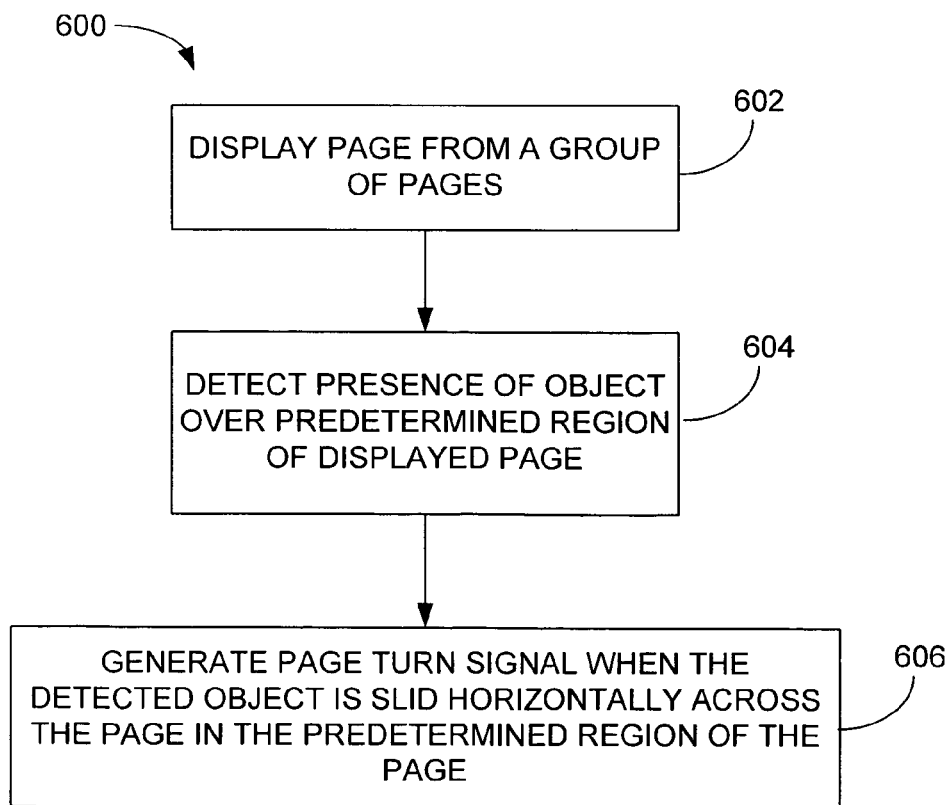 600
602
DISPLAY PAGE FROM A GROUP
OF PAGES
604
DETECT PRESENCE OF OBJECT
OVER PREDETERMINED REGION
OF DISPLAYED PAGE
606
GENERATE PAGE TURN SIGNAL WHEN THE
DETECTED OBJECT IS SLID HORIZONTALLY ACROSS
THE PAGE IN THE PREDETERMINED REGION OF THE
PAGE